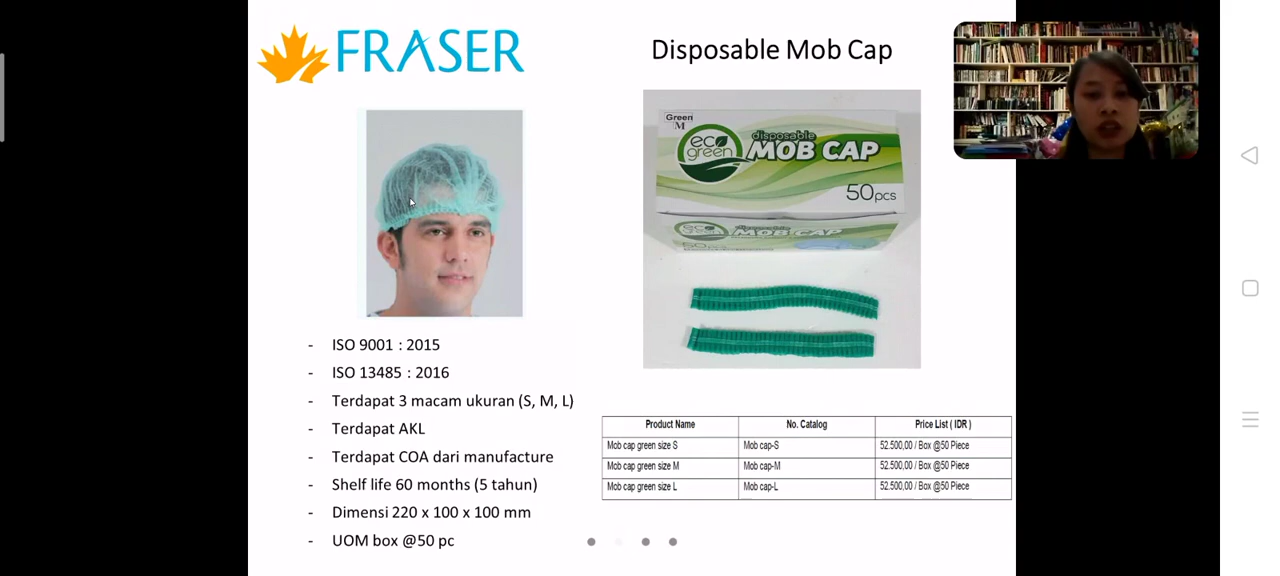 FRASER
Disposable Mob Cap
Green
M
eco
green
disposable
MOB CAP
50pcs
eco
green
disposable
MOB CAP
- ISO 9001 : 2015
- ISO 13485 : 2016
- Terdapat 3 macam ukuran (S, M, L)
- Terdapat AKL
- Terdapat COA dari manufacture
- Shelf life 60 months (5 tahun)
- Dimensi 220 x 100 x 100 mm
- UOM box @50 pc
Product Name No. Catalog Price List ( IDR )
Mob cap green size S Mob cap-S 52.500,00 / Box @50 Piece
Mob cap green size M Mob cap-M 52.500,00 / Box @50 Piece
Mob cap green size L Mob cap-L 52.500,00 / Box @50 Piece